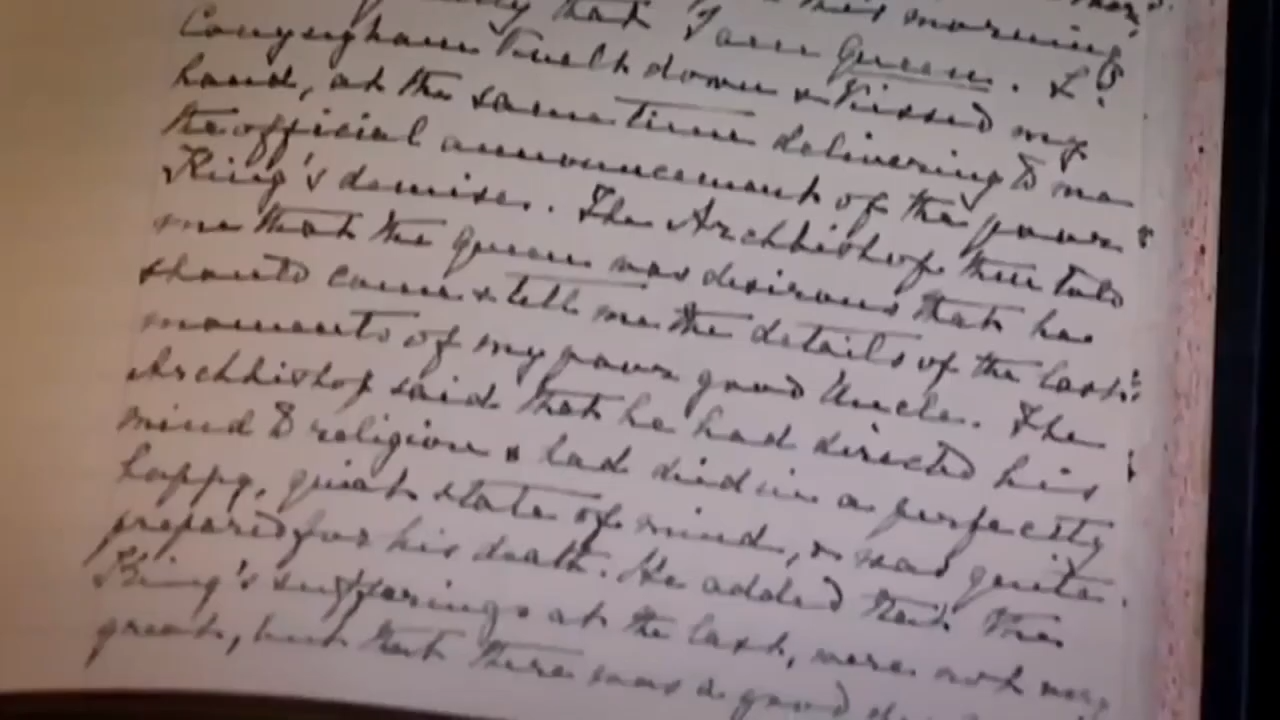 this morning
that I am Queen. Ld
Conyngham knelt down & kissed my
hand, at the same time delivering to me
the official announcement of the poor
King's demise. The Archbishop then told
me that the Queen was desirous that he
should come & tell me the details of the last
moments of my poor good Uncle. The
Archbishop said that he had directed his
mind to religion & had died in a perfectly
happy, quiet state of mind, & was quite
prepared for his death. He added that the
King's sufferings at the last, were not very
great, but that there was a good